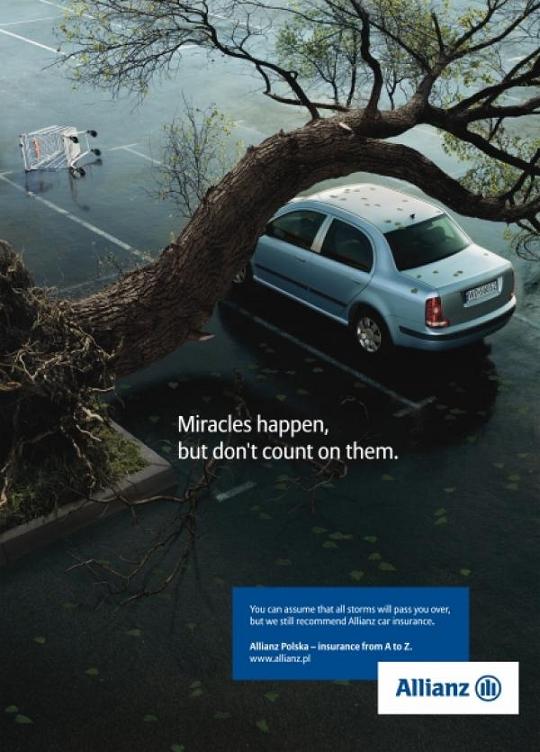 Miracles happen,
but don't count on them.
You can assume that all storms will pass you over,
but we still recommend Allianz car insurance.
Allianz Polska – insurance from A to Z.
www.allianz.pl
Allianz